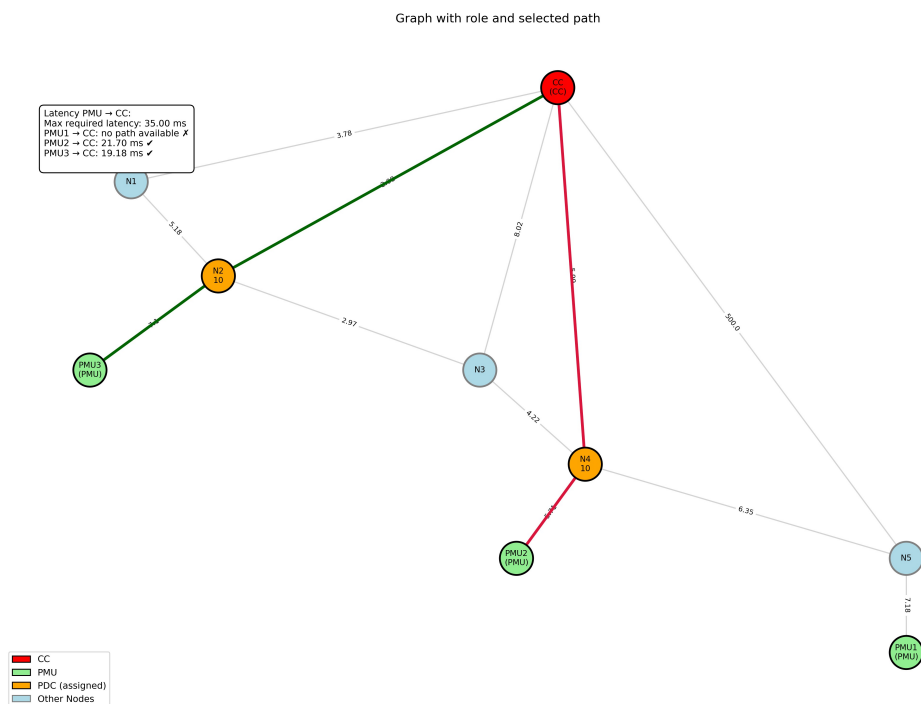 Graph with role and selected path
CC
(CC)
Latency PMU → CC:
Max required latency: 35.00 ms
PMU1 → CC: no path available ✗
PMU2 → CC: 21.70 ms ✔
PMU3 → CC: 19.18 ms ✔
3.78
N1
5.18
8.02
N2
10
500.0
2.97
PMU3
(PMU)
N3
4.22
N4
10
6.35
PMU2
(PMU)
N5
7.18
PMU1
(PMU)
CC
PMU
PDC (assigned)
Other Nodes